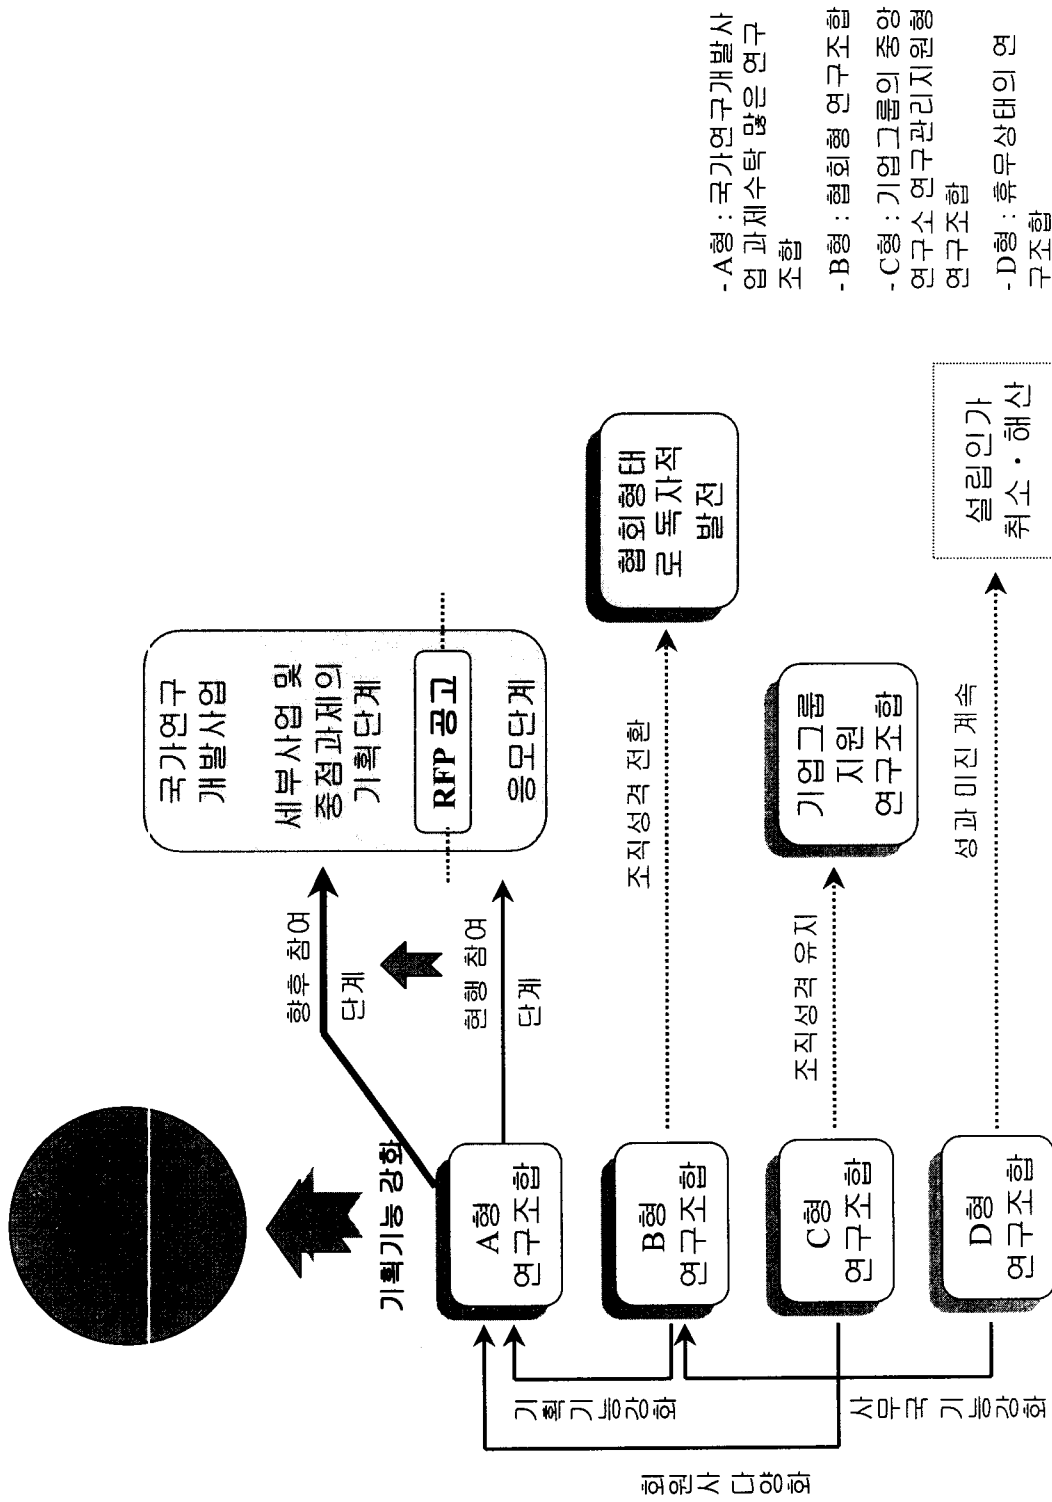 국가연구
개발사업
세부사업 및
중점과제의
기획단계
RFP 공고
응모단계
향후 참여
단계
현행 참여
단계
기획기능 강화
A형
연구조합
B형
연구조합
C형
연구조합
D형
연구조합
조직성격 전환
협회형태
로 독자적
발전
조직성격 유지
기업그룹
지원
연구조합
성과 미진 계속
설립인가
취소・해산
기획기능강화
사무국 기능강화
회원사 다양화
- A형 : 국가연구개발사
업 과제수탁 많은 연구
조합
- B형 : 협회형 연구조합
- C형 : 기업그룹의 중앙
연구소 연구관리지원형
연구조합
- D형 : 휴무상태의 연
구조합